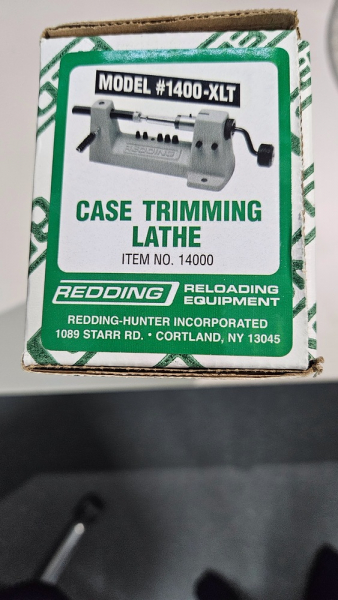 MODEL #1400-XLT
REDDING
CASE TRIMMING
LATHE
ITEM NO. 14000
REDDING
RELOADING
EQUIPMENT
REDDING-HUNTER INCORPORATED
1089 STARR RD. • CORTLAND, NY 13045